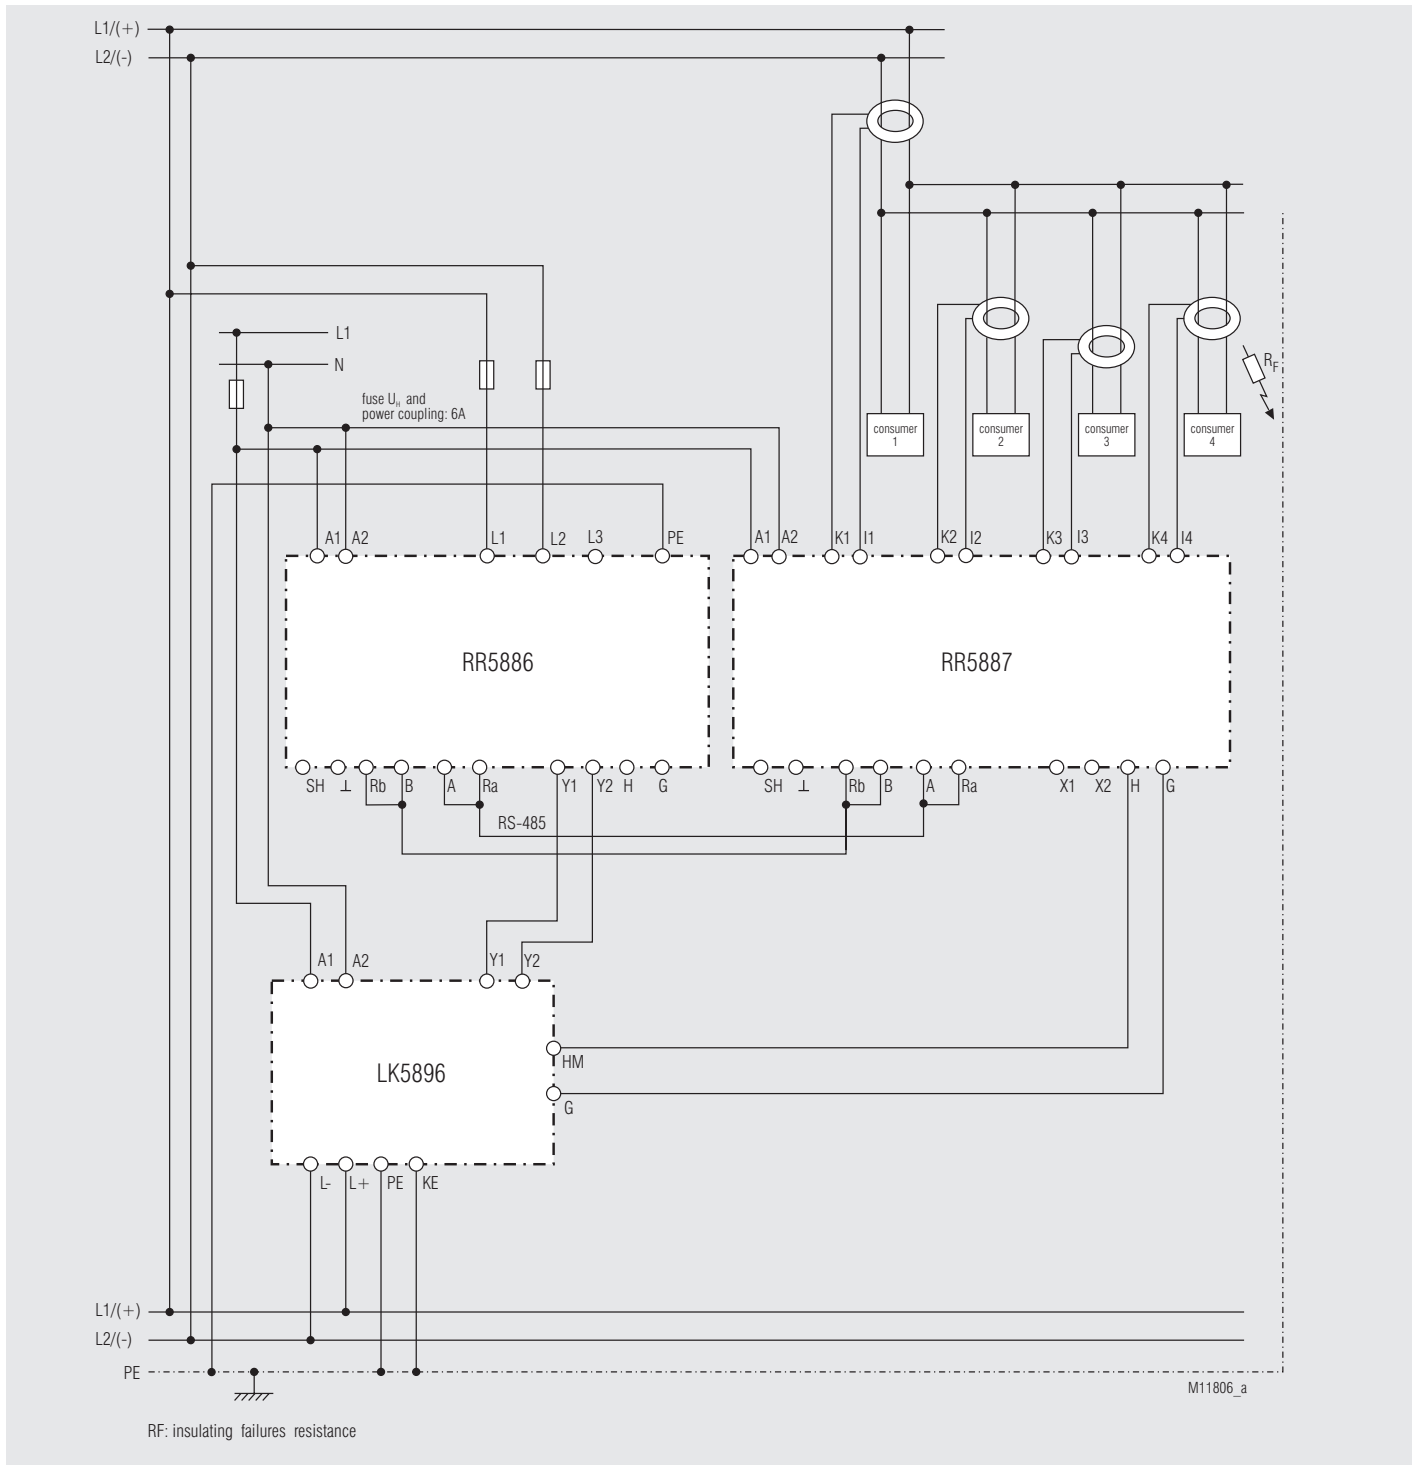 L1/(+)
L2/(-)
L1
N
fuse U_H and
power coupling: 6A
R_F
consumer
1
consumer
2
consumer
3
consumer
4
A1 A2 L1 L2 L3 PE A1 A2 K1 I1 K2 I2 K3 I3 K4 I4
RR5886 RR5887
SH ⊥ Rb B A Ra Y1 Y2 H G SH ⊥ Rb B A Ra X1 X2 H G
RS-485
A1 A2 Y1 Y2
HM
LK5896
G
L- L+ PE KE
L1/(+)
L2/(-)
PE
M11806_a
RF: insulating failures resistance